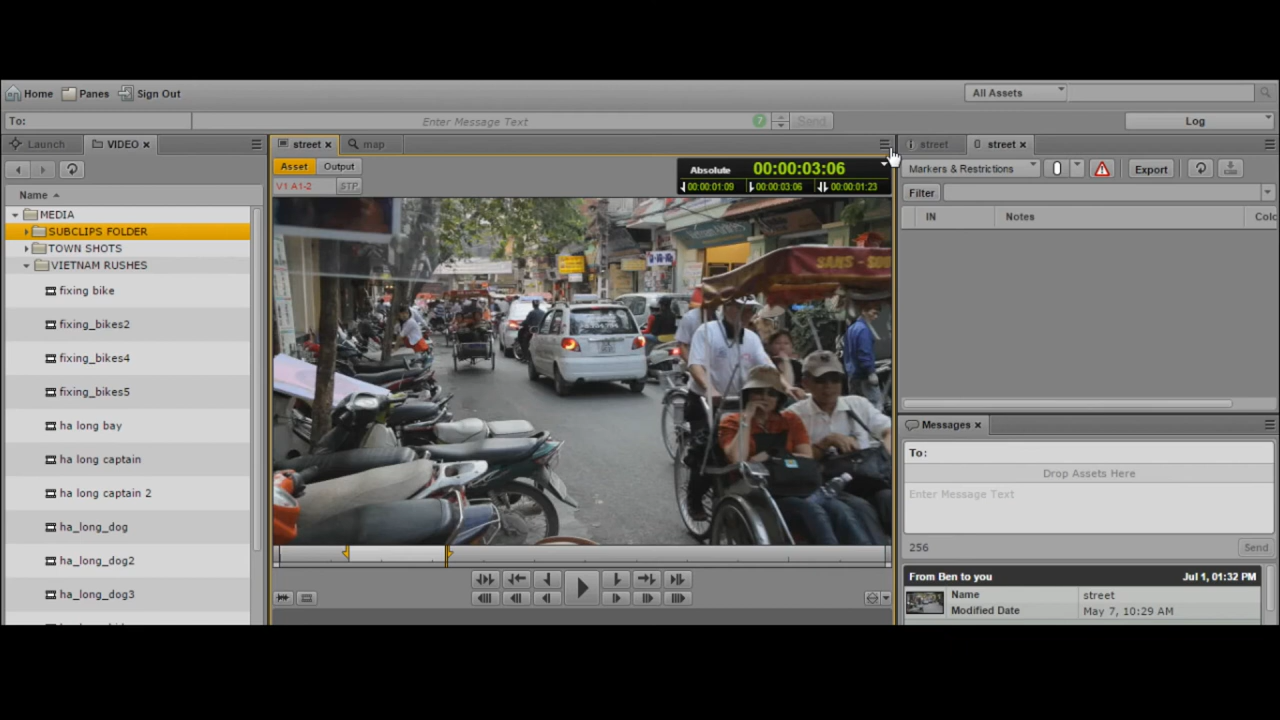 Home Panes Sign Out All Assets
To: Enter Message Text 7 Send Log
Launch VIDEO
Name
MEDIA
SUBCLIPS FOLDER
TOWN SHOTS
VIETNAM RUSHES
fixing bike
fixing_bikes2
fixing_bikes4
fixing_bikes5
ha long bay
ha long captain
ha long captain 2
ha_long_dog
ha_long_dog2
ha_long_dog3
street map
Asset Output
V1 A1-2 STP
Absolute 00:00:03:06
00:00:01:09 00:00:03:06 00:00:01:23
Vietnam Airlines
street street
Markers & Restrictions Export
Filter
IN Notes Colo
Messages
To:
Drop Assets Here
Enter Message Text
256 Send
From Ben to you Jul 1, 01:32 PM
Name street
Modified Date May 7, 10:29 AM